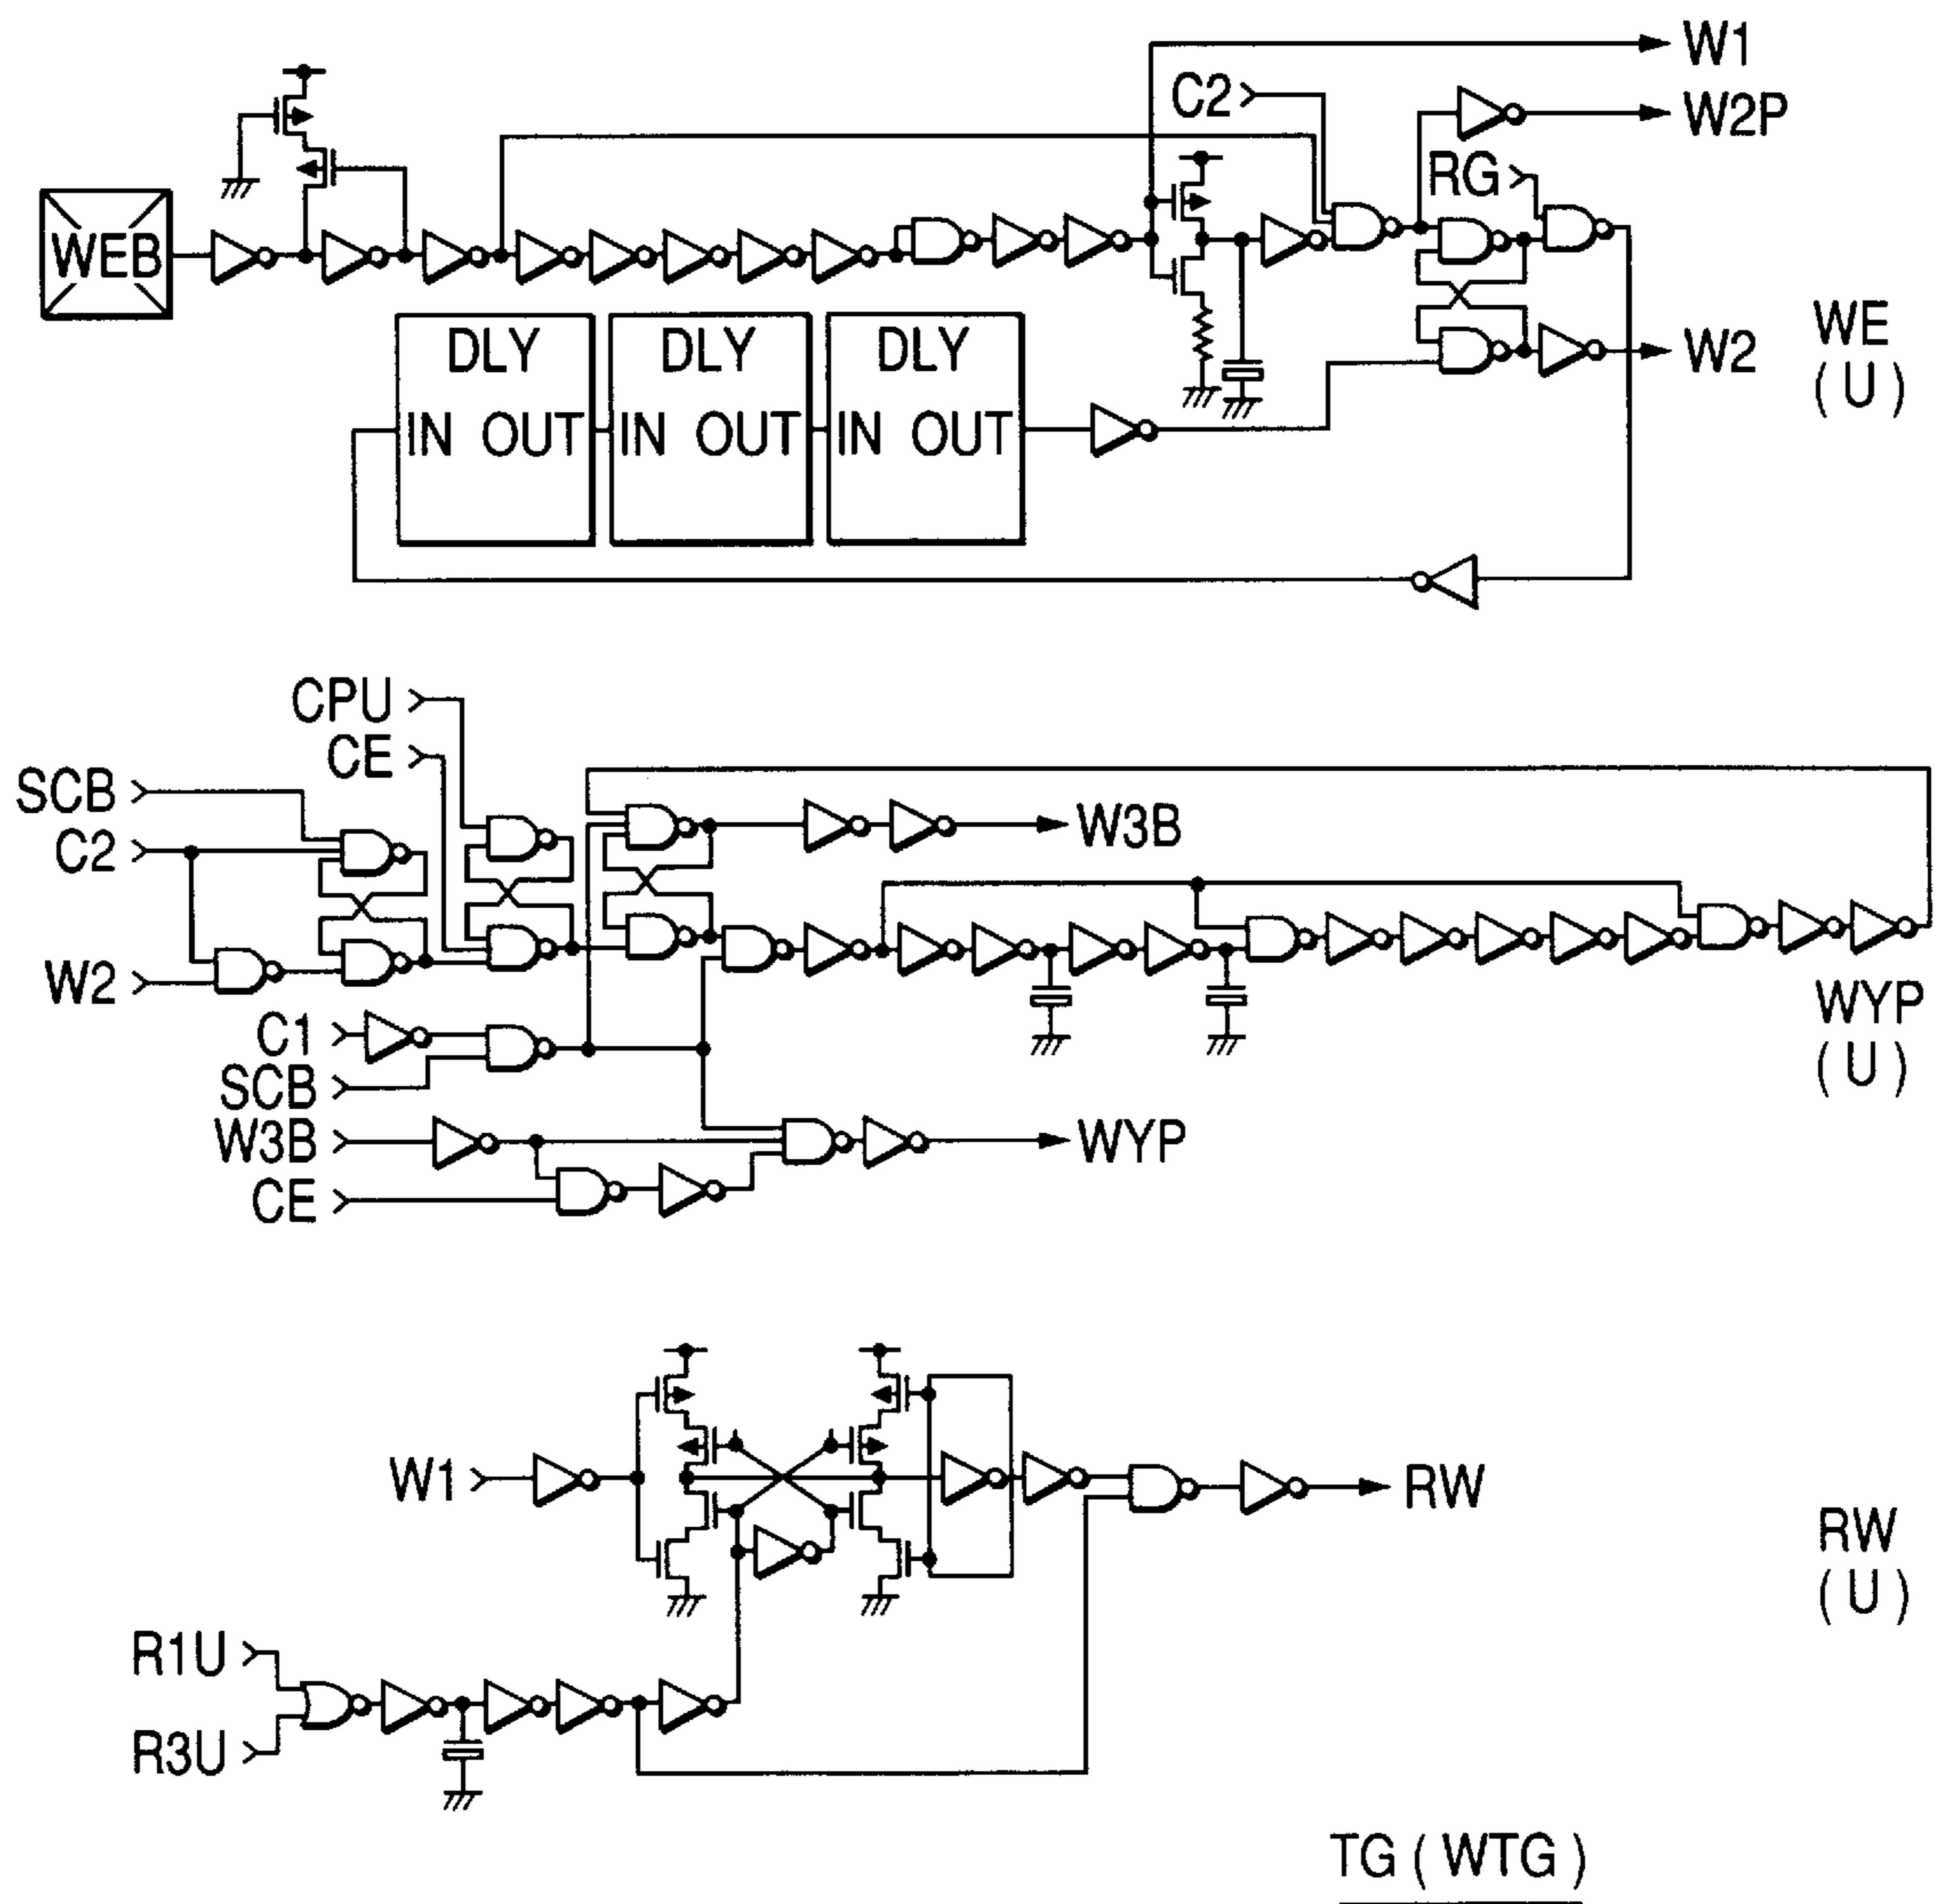 W1
C2
W2P
RG
WEB
DLY DLY DLY
WE
(U)
W2
IN OUT IN OUT IN OUT
CPU
CE
SCB
W3B
C2
W2
WYP
(U)
C1
SCB
W3B
WYP
CE
W1
RW
RW
(U)
R1U
R3U
TG (WTG)